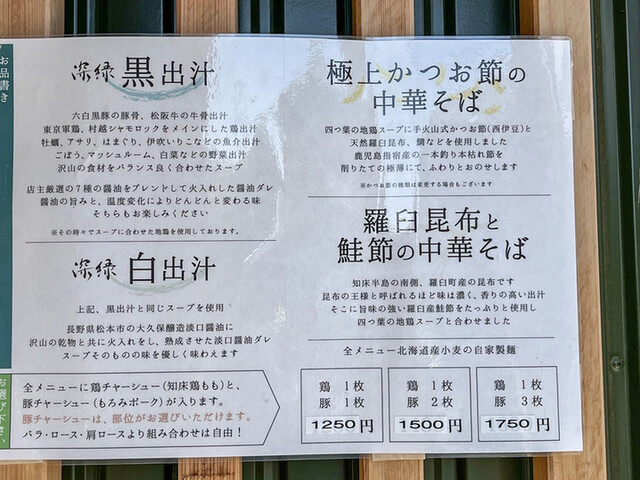 お品書き
深緑 黒出汁
六白黒豚の豚骨、松阪牛の牛骨出汁
東京軍鶏、村越シャモロックをメインにした鶏出汁
牡蠣、アサリ、はまぐり、伊吹いりこなどの魚介出汁
ごぼう、マッシュルーム、白菜などの野菜出汁
沢山の食材をバランス良く合わせたスープ
店主厳選の7種の醤油をブレンドして火入れした醤油ダレ
醤油の旨みと、温度変化によりどんどんと変わる味
そちらもお楽しみください
※その時々でスープに合わせた地鶏を使用しております。
深緑 白出汁
上記、黒出汁と同じスープを使用
長野県松本市の大久保醸造淡口醤油に
沢山の乾物と共に火入れをし、熟成させた淡口醤油ダレ
スープそのものの味を優しく味わえます
お選び下さい
全メニューに鶏チャーシュー(知床鶏もも)と、
豚チャーシュー(もろみポーク)が入ります。
豚チャーシューは、部位がお選びいただけます。
バラ・ロース・肩ロースより組み合わせは自由!
極上かつお節の
中華そば
四つ葉の地鶏スープに手火山式かつお節(西伊豆)と
天然羅臼昆布、鯛などを使用しました
鹿児島指宿産の一本釣り本枯れ節を
削りたての極薄にて、ふわりとおのせします
※かつお節の種類は変更する場合もございます
羅臼昆布と
鮭節の中華そば
知床半島の南側、羅臼町産の昆布です
昆布の王様と呼ばれるほど味は濃く、香りの高い出汁
そこに旨味の強い羅臼産鮭節をたっぷりと使用し
四つ葉の地鶏スープと合わせました
全メニュー北海道産小麦の自家製麺
鶏 1枚
豚 1枚
1250円
鶏 1枚
豚 2枚
1500円
鶏 1枚
豚 3枚
1750円